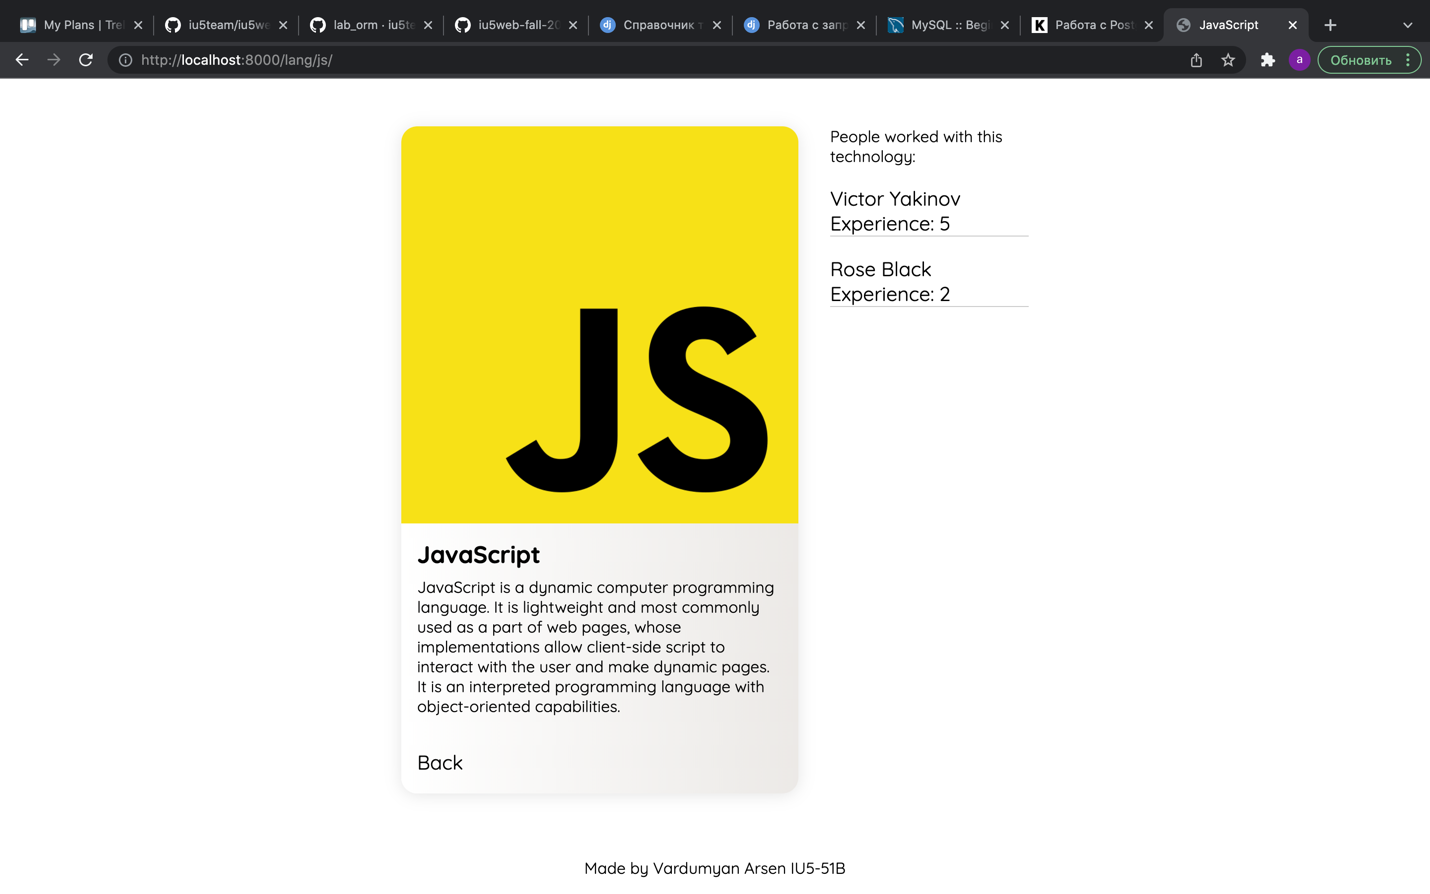 My Plans | Tre
iu5team/iu5we
lab_orm · iu5te
iu5web-fall-20
Справочник т
Работа с запр
MySQL :: Begi
Работа с Post
JavaScript
http://localhost:8000/lang/js/
a
Обновить
JS
JavaScript
JavaScript is a dynamic computer programming
language. It is lightweight and most commonly
used as a part of web pages, whose
implementations allow client-side script to
interact with the user and make dynamic pages.
It is an interpreted programming language with
object-oriented capabilities.
Back
People worked with this
technology:
Victor Yakinov
Experience: 5
Rose Black
Experience: 2
Made by Vardumyan Arsen IU5-51B